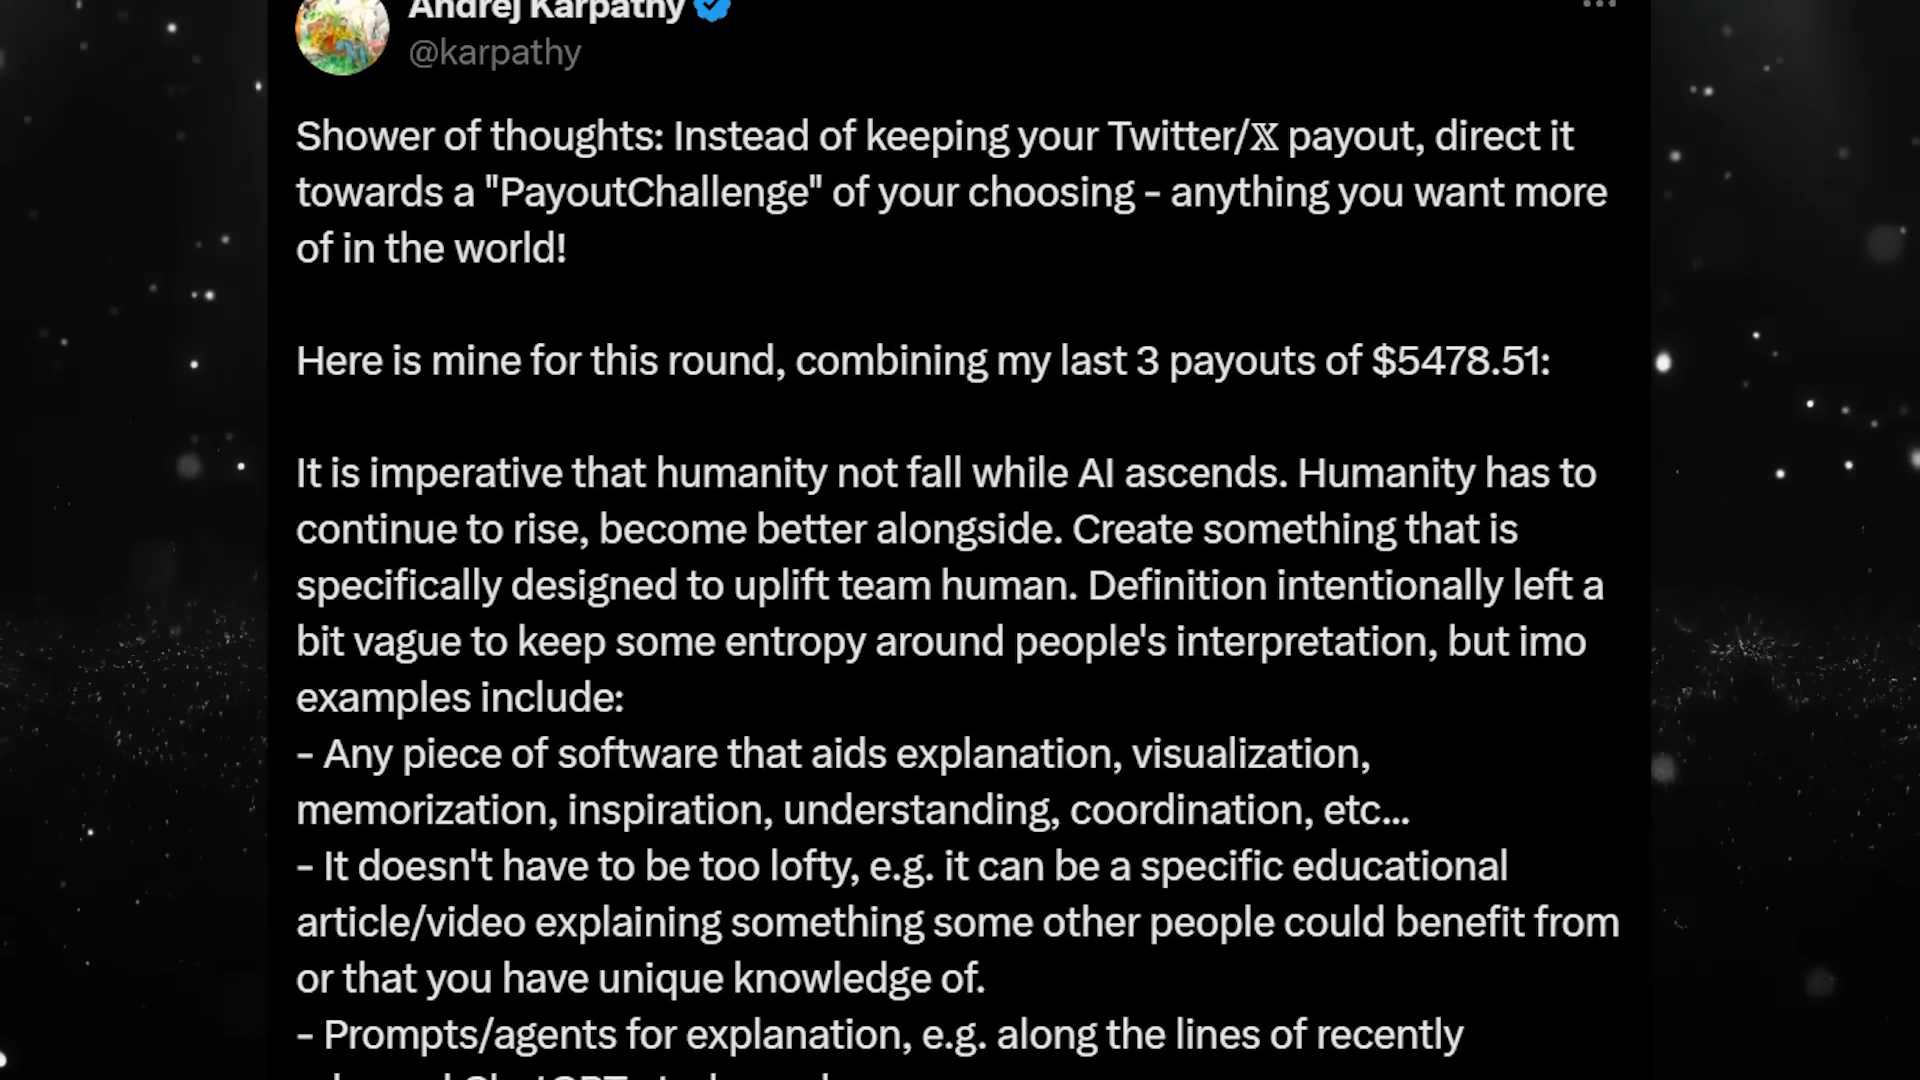 Andrej Karpathy
@karpathy
Shower of thoughts: Instead of keeping your Twitter/𝕏 payout, direct it
towards a "PayoutChallenge" of your choosing - anything you want more
of in the world!
Here is mine for this round, combining my last 3 payouts of $5478.51:
It is imperative that humanity not fall while AI ascends. Humanity has to
continue to rise, become better alongside. Create something that is
specifically designed to uplift team human. Definition intentionally left a
bit vague to keep some entropy around people's interpretation, but imo
examples include:
- Any piece of software that aids explanation, visualization,
memorization, inspiration, understanding, coordination, etc...
- It doesn't have to be too lofty, e.g. it can be a specific educational
article/video explaining something some other people could benefit from
or that you have unique knowledge of.
- Prompts/agents for explanation, e.g. along the lines of recently